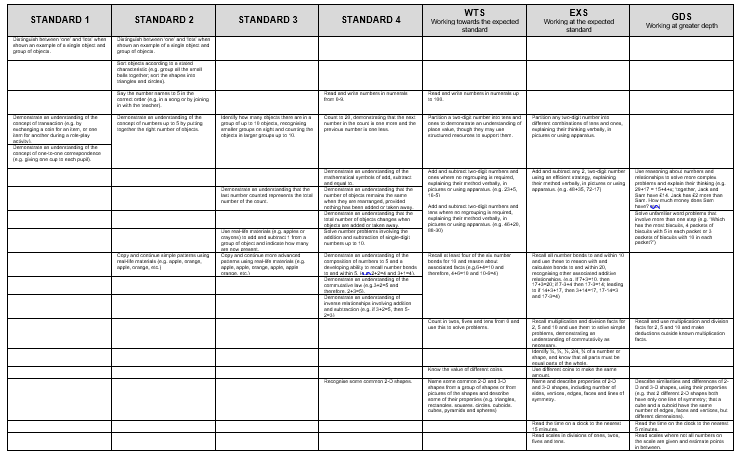 STANDARD 1
STANDARD 2
STANDARD 3
STANDARD 4
WTS
Working towards the expected
standard
EXS
Working at the expected
standard
GDS
Working at greater depth
Distinguish between 'one' and 'lots' when
shown an example of a single object and
group of objects.
Distinguish between 'one' and 'lots' when
shown an example of a single object and
group of objects.
Sort objects according to a stated
characteristic (e.g. group all the small
balls together; sort the shapes into
triangles and circles).
Say the number names to 5 in the
correct order (e.g. in a song or by joining
in with the teacher).
Read and write numbers in numerals
from 0-9.
Read and write numbers in numerals up
to 100.
Demonstrate an understanding of the
concept of transaction (e.g. by
exchanging a coin for an item, or one
item for another during a role-play
activity).
Demonstrate an understanding of the
concept of numbers up to 5 by putting
together the right number of objects.
Identify how many objects there are in a
group of up to 10 objects, recognising
smaller groups on sight and counting the
objects in larger groups up to 10.
Count to 20, demonstrating that the next
number in the count is one more and the
previous number is one less.
Partition a two-digit number into tens and
ones to demonstrate an understanding of
place value, though they may use
structured resources to support them.
Partition any two-digit number into
different combinations of tens and ones,
explaining their thinking verbally, in
pictures or using apparatus.
Demonstrate an understanding of the
concept of one-to-one correspondence
(e.g. giving one cup to each pupil).
Demonstrate an understanding of the
mathematical symbols of add, subtract
and equal to.
Add and subtract two-digit numbers and
ones where no regrouping is required,
explaining their method verbally, in
pictures or using apparatus (e.g. 23+5,
Add and subtract two-digit numbers and
tens where no regrouping is required,
explaining their method verbally, in
pictures or using apparatus (e.g. 46+20,
88-30)
Add and subtract any 2, two-digit numbers
using an efficient strategy, explaining
their method verbally, in pictures or using
apparatus (e.g. 48+35, 72-17)
Use reasoning about numbers and
relationships to solve more complex
problems and explain their thinking (e.g.
29+17 = 15+4+□; 'together, Jack and
Sam have £14. Jack has £2 more than
Sam. How much money does Sam
have?'
Demonstrate an understanding that the
last number counted represents the total
number of the count.
Demonstrate an understanding that the
number of objects remains the same
when they are rearranged, provided
nothing has been added or taken away.
Demonstrate an understanding that the
total number of objects changes when
objects are added or taken away.
Solve unfamiliar word problems that
involve more than one step (e.g. 'Which
has the most biscuits, 4 packets of
biscuits with 5 in each packet or 3
packets of biscuits with 10 in each
packet?')
Use real-life materials (e.g. apples or
crayons) to add and subtract 1 from a
group of objects and indicate how many
are now present.
Solve number problems involving the
addition and subtraction of single-digit
numbers up to 10.
Copy and continue simple patterns using
real-life materials (e.g. apple, orange,
apple, orange, etc.)
Copy and continue more advanced
patterns using real-life materials (e.g.
apple, apple, orange, apple, apple
orange, etc.)
Demonstrate an understanding of the
composition of numbers to 5 and a
developing ability to recall number bonds
to and within 5.
Recall at least four of the six number
bonds for 10 and reason about
associated facts (e.g. 6+4=10 and
therefore, 4+6=10 and 10-6=4)
Recall all number bonds to and within 10
and use them to reason with and
calculate bonds to and within 20,
recognising other associated additive
relationships. (e.g. if 7+3=10, then
17+3=20; if 7-3=4 then 17-3=14; leading
to if 14+3=17, then 3+14=17, 17-14=3
and 17-3=14)
Demonstrate an understanding of the
commutative law (e.g. 3+2=5 and
therefore, 2+3=5).
Demonstrate an understanding of
inverse relationships involving addition
and subtraction (e.g. if 3+2=5, then 5-
2=3)
Count in twos, fives and tens from 0 and
use this to solve problems.
Recall multiplication and division facts for
2, 5 and 10 and use them to solve simple
problems, demonstrating an
understanding of commutativity as
necessary.
Recall and use multiplication and division
facts for 2, 5 and 10 and make
deductions outside known multiplication
facts.
Identify
of a number or
shape, and know that all parts must be
equal parts of the whole.
Know the value of different coins.
Use different coins to make the same
amount.
Recognise some common 2-D shapes.
Name some common 2-D and 3-D
shapes from a group of shapes or from
pictures of the shapes and describe
some of their properties (e.g. triangles,
rectangles, squares, circles, cuboids,
cubes, pyramids and spheres)
Name and describe properties of 2-D
and 3-D shapes, including number of
sides, vertices, edges, faces and lines of
symmetry.
Describe similarities and differences of 2-
D and 3-D shapes, using their properties
(e.g. that 2 different 2-D shapes both
have only one line of symmetry; that a
cube and a cuboid have the same
number of edges, faces and vertices, but
different dimensions).
Read the time on a clock to the nearest
15 minutes.
Read the time on the clock to the nearest
5 minutes.
Read scales in divisions of ones, twos,
fives and tens.
Read scales where not all numbers on
the scale are given and estimate points
in between.